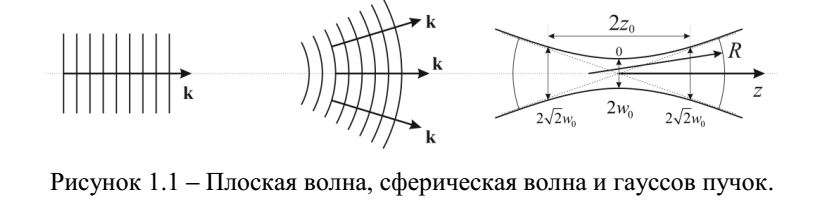 k
k
k
k
2z₀
0
R
z
2√2w₀
2w₀
2√2w₀
Рисунок 1.1 – Плоская волна, сферическая волна и гауссов пучок.